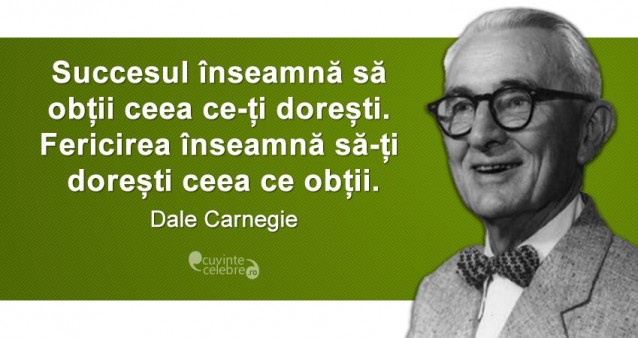 Succesul înseamnă să
obții ceea ce-ți dorești.
Fericirea înseamnă să-ți
dorești ceea ce obții.
Dale Carnegie
cuvinte
celebre.ro